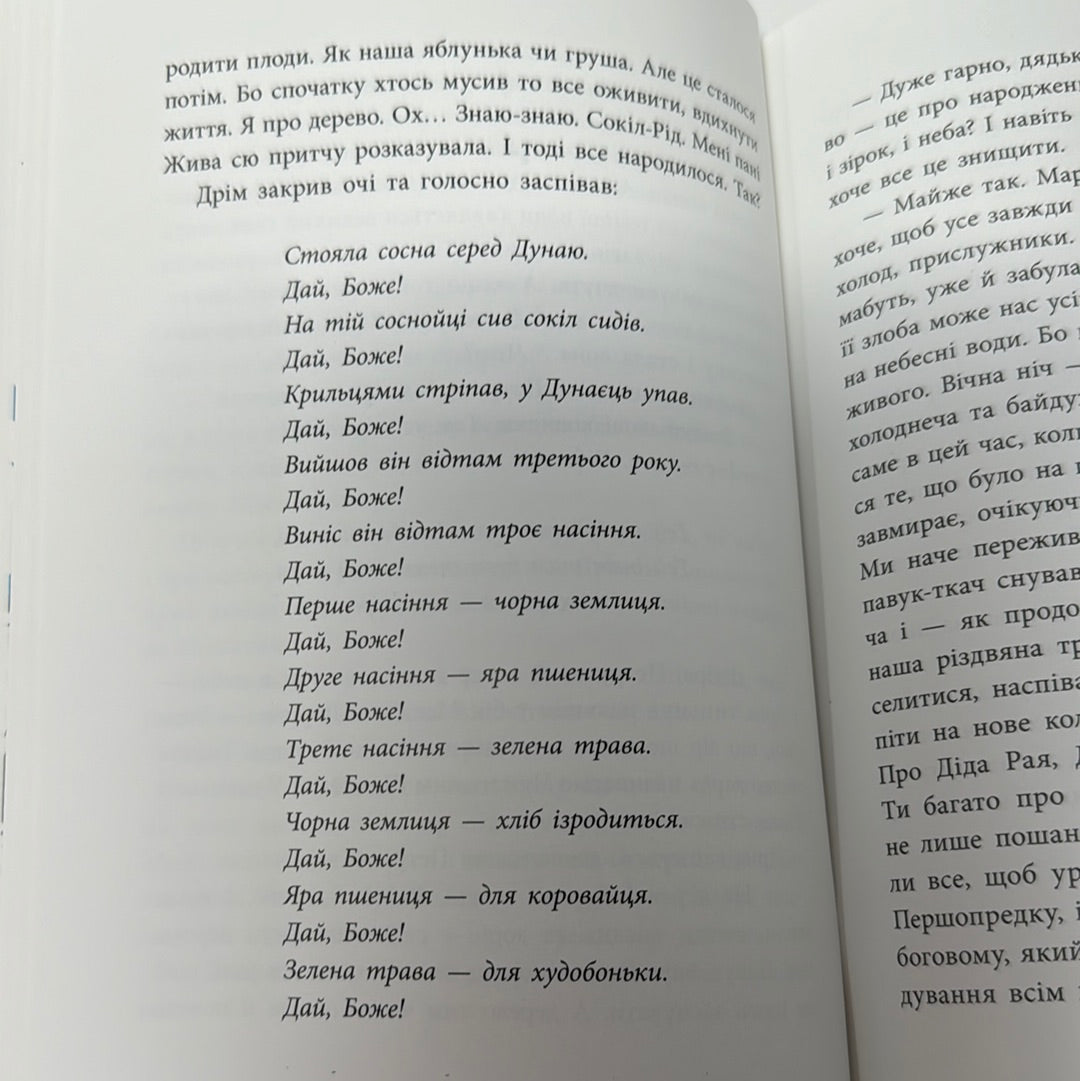 родити плоди. Як наша яблунька чи груша. Але це сталося
потім. Бо спочатку хтось мусив то все оживити, вдихнути
життя. Я про дерево. Ох... Знаю-знаю. Сокіл-Рід. Мені пані
Жива сю притчу розказувала. І тоді все народилося. Так?
Дрім закрив очі та голосно заспівав:
Стояла сосна серед Дунаю.
Дай, Боже!
На тій соснойці сив сокіл сидів.
Дай, Боже!
Крильцями стріпав, у Дунаєць упав.
Дай, Боже!
Вийшов він відтам третього року.
Дай, Боже!
Виніс він відтам троє насіння.
Дай, Боже!
Перше насіння — чорна землиця.
Дай, Боже!
Друге насіння — яра пшениця.
Дай, Боже!
Третє насіння — зелена трава.
Дай, Боже!
Чорна землиця — хліб ізродиться.
Дай, Боже!
Яра пшениця — для коровайця.
Дай, Боже!
Зелена трава — для худобоньки.
Дай, Боже!
— Дуже гарно, дядьк
во — це про народжен
і зірок, і неба? І навіть
хоче все це знищити.
— Майже так. Мар
хоче, щоб усе завжди
холод, прислужники.
мабуть, уже й забула
її злоба може нас усі
на небесні води. Бо
живого. Вічна ніч —
холоднеча та байду
саме в цей час, кол
ся те, що було на
завмирає, очікуюч
Ми наче пережив
павук-ткач снував
ча і — як продо
наша різдвяна тр
селитися, наспіва
піти на нове кол
Про Діда Рая, Д
Ти багато про
не лише пошан
ли все, щоб ур
Першопредку, і
боговому, який
дування всім